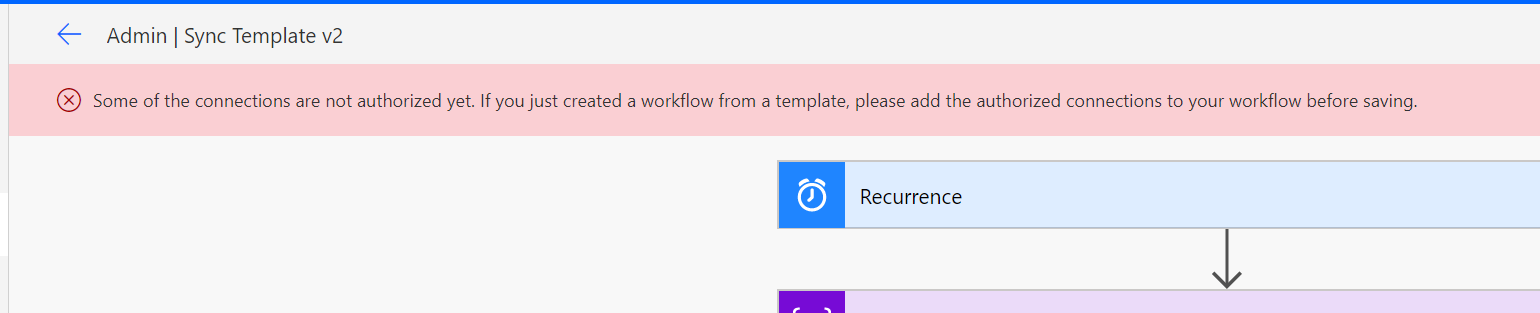 Admin | Sync Template v2
Some of the connections are not authorized yet. If you just created a workflow from a template, please add the authorized connections to your workflow before saving.
Recurrence